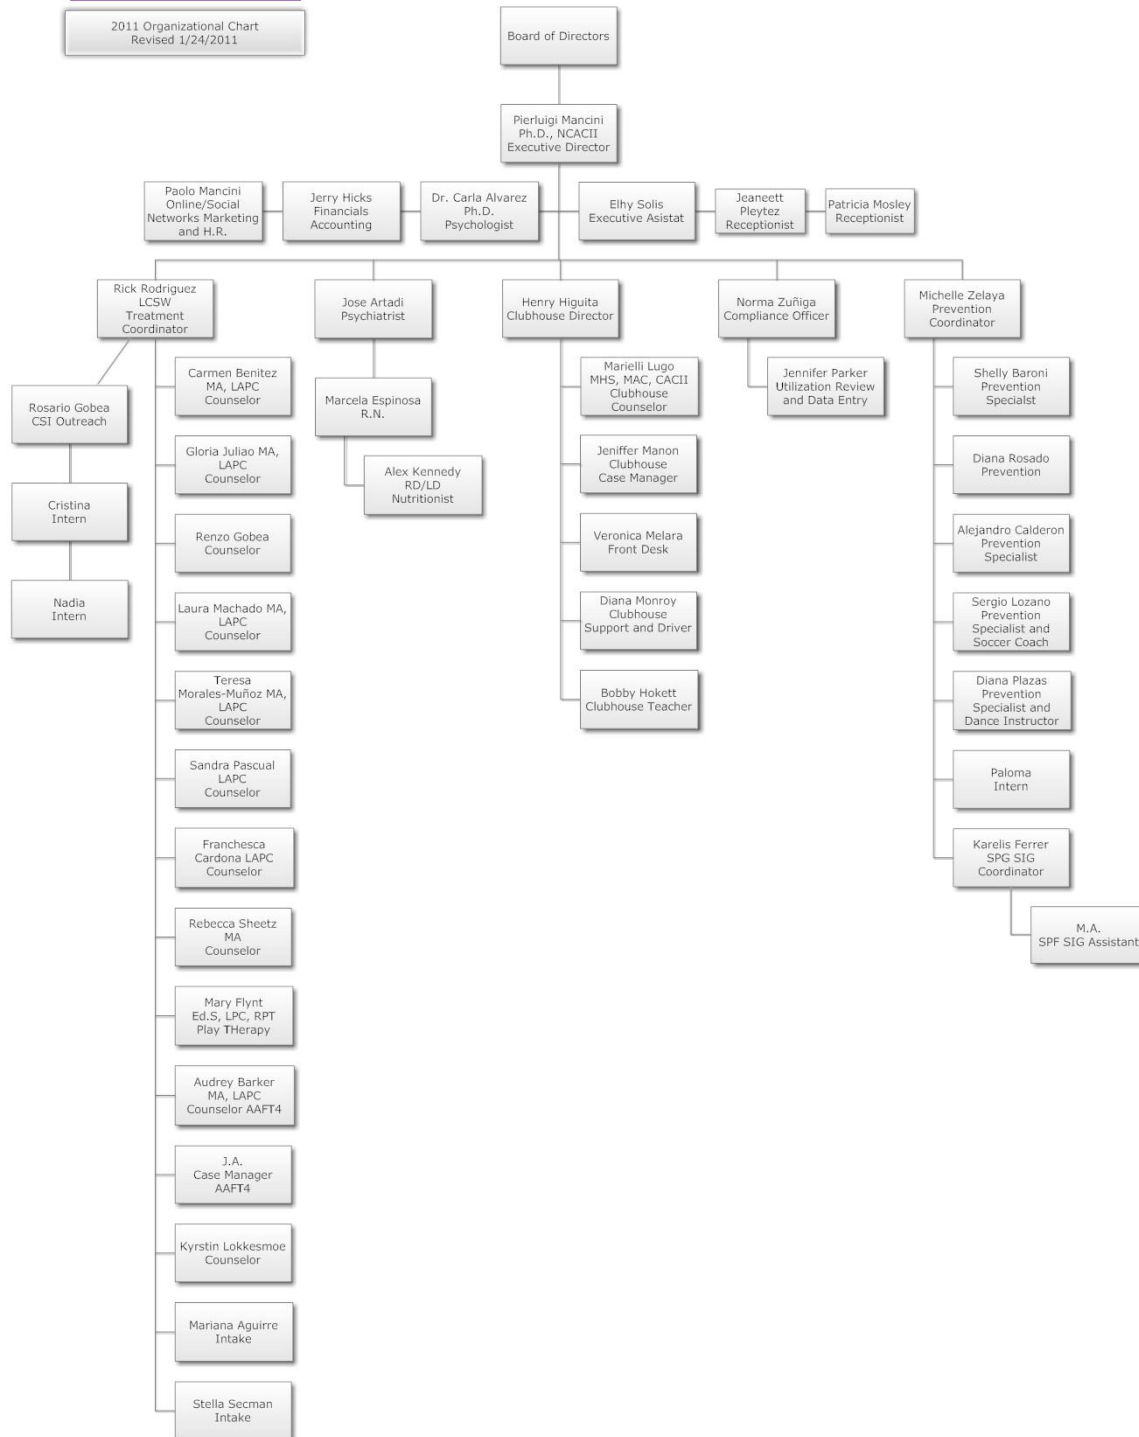 2011 Organizational Chart
Revised 1/24/2011
Board of Directors
Pierluigi Mancini
Ph.D., NCACII
Executive Director
Paolo Mancini
Online/Social
Networks Marketing
and H.R.
Jerry Hicks
Financials
Accounting
Dr. Carla Alvarez
Ph.D.
Psychologist
Elhy Solis
Executive Asistat
Jeaneett
Pleytez
Receptionist
Patricia Mosley
Receptionist
Rick Rodriguez
LCSW
Treatment
Coordinator
Jose Artadi
Psychiatrist
Henry Higuita
Clubhouse Director
Norma Zuñiga
Compliance Officer
Michelle Zelaya
Prevention
Coordinator
Rosario Gobea
CSI Outreach
Cristina
Intern
Nadia
Intern
Carmen Benitez
MA, LAPC
Counselor
Gloria Juliao MA,
LAPC
Counselor
Renzo Gobea
Counselor
Laura Machado MA,
LAPC
Counselor
Teresa
Morales-Muñoz MA,
LAPC
Counselor
Sandra Pascual
LAPC
Counselor
Franchesca
Cardona LAPC
Counselor
Rebecca Sheetz
MA
Counselor
Mary Flynt
Ed.S, LPC, RPT
Play THerapy
Audrey Barker
MA, LAPC
Counselor AAFT4
J.A.
Case Manager
AAFT4
Kyrstin Lokkesmoe
Counselor
Mariana Aguirre
Intake
Stella Secman
Intake
Marcela Espinosa
R.N.
Alex Kennedy
RD/LD
Nutritionist
Marielli Lugo
MHS, MAC, CACII
Clubhouse
Counselor
Jeniffer Manon
Clubhouse
Case Manager
Veronica Melara
Front Desk
Diana Monroy
Clubhouse
Support and Driver
Bobby Hokett
Clubhouse Teacher
Jennifer Parker
Utilization Review
and Data Entry
Shelly Baroni
Prevention
Specialst
Diana Rosado
Prevention
Alejandro Calderon
Prevention
Specialist
Sergio Lozano
Prevention
Specialist and
Soccer Coach
Diana Plazas
Prevention
Specialist and
Dance Instructor
Paloma
Intern
Karelis Ferrer
SPG SIG
Coordinator
M.A.
SPF SIG Assistant